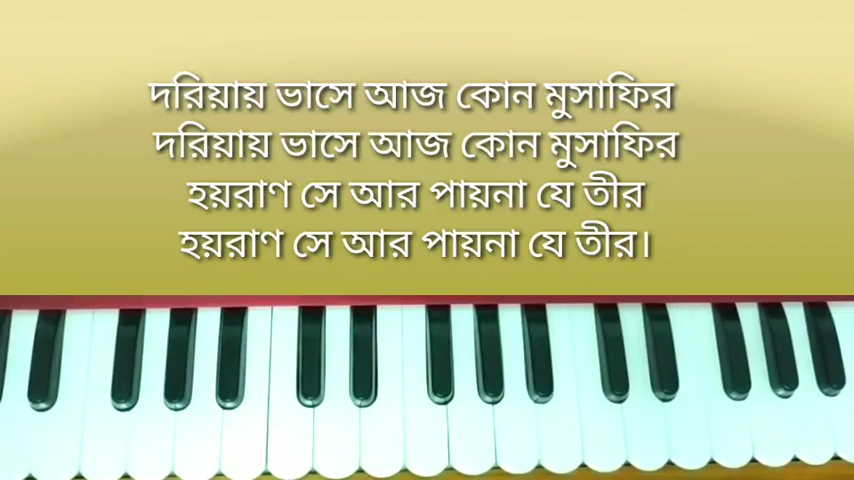 দরিয়ায় ভাসে আজ কোন মুসাফির
দরিয়ায় ভাসে আজ কোন মুসাফির
হয়রাণ সে আর পায়না যে তীর
হয়রাণ সে আর পায়না যে তীর।